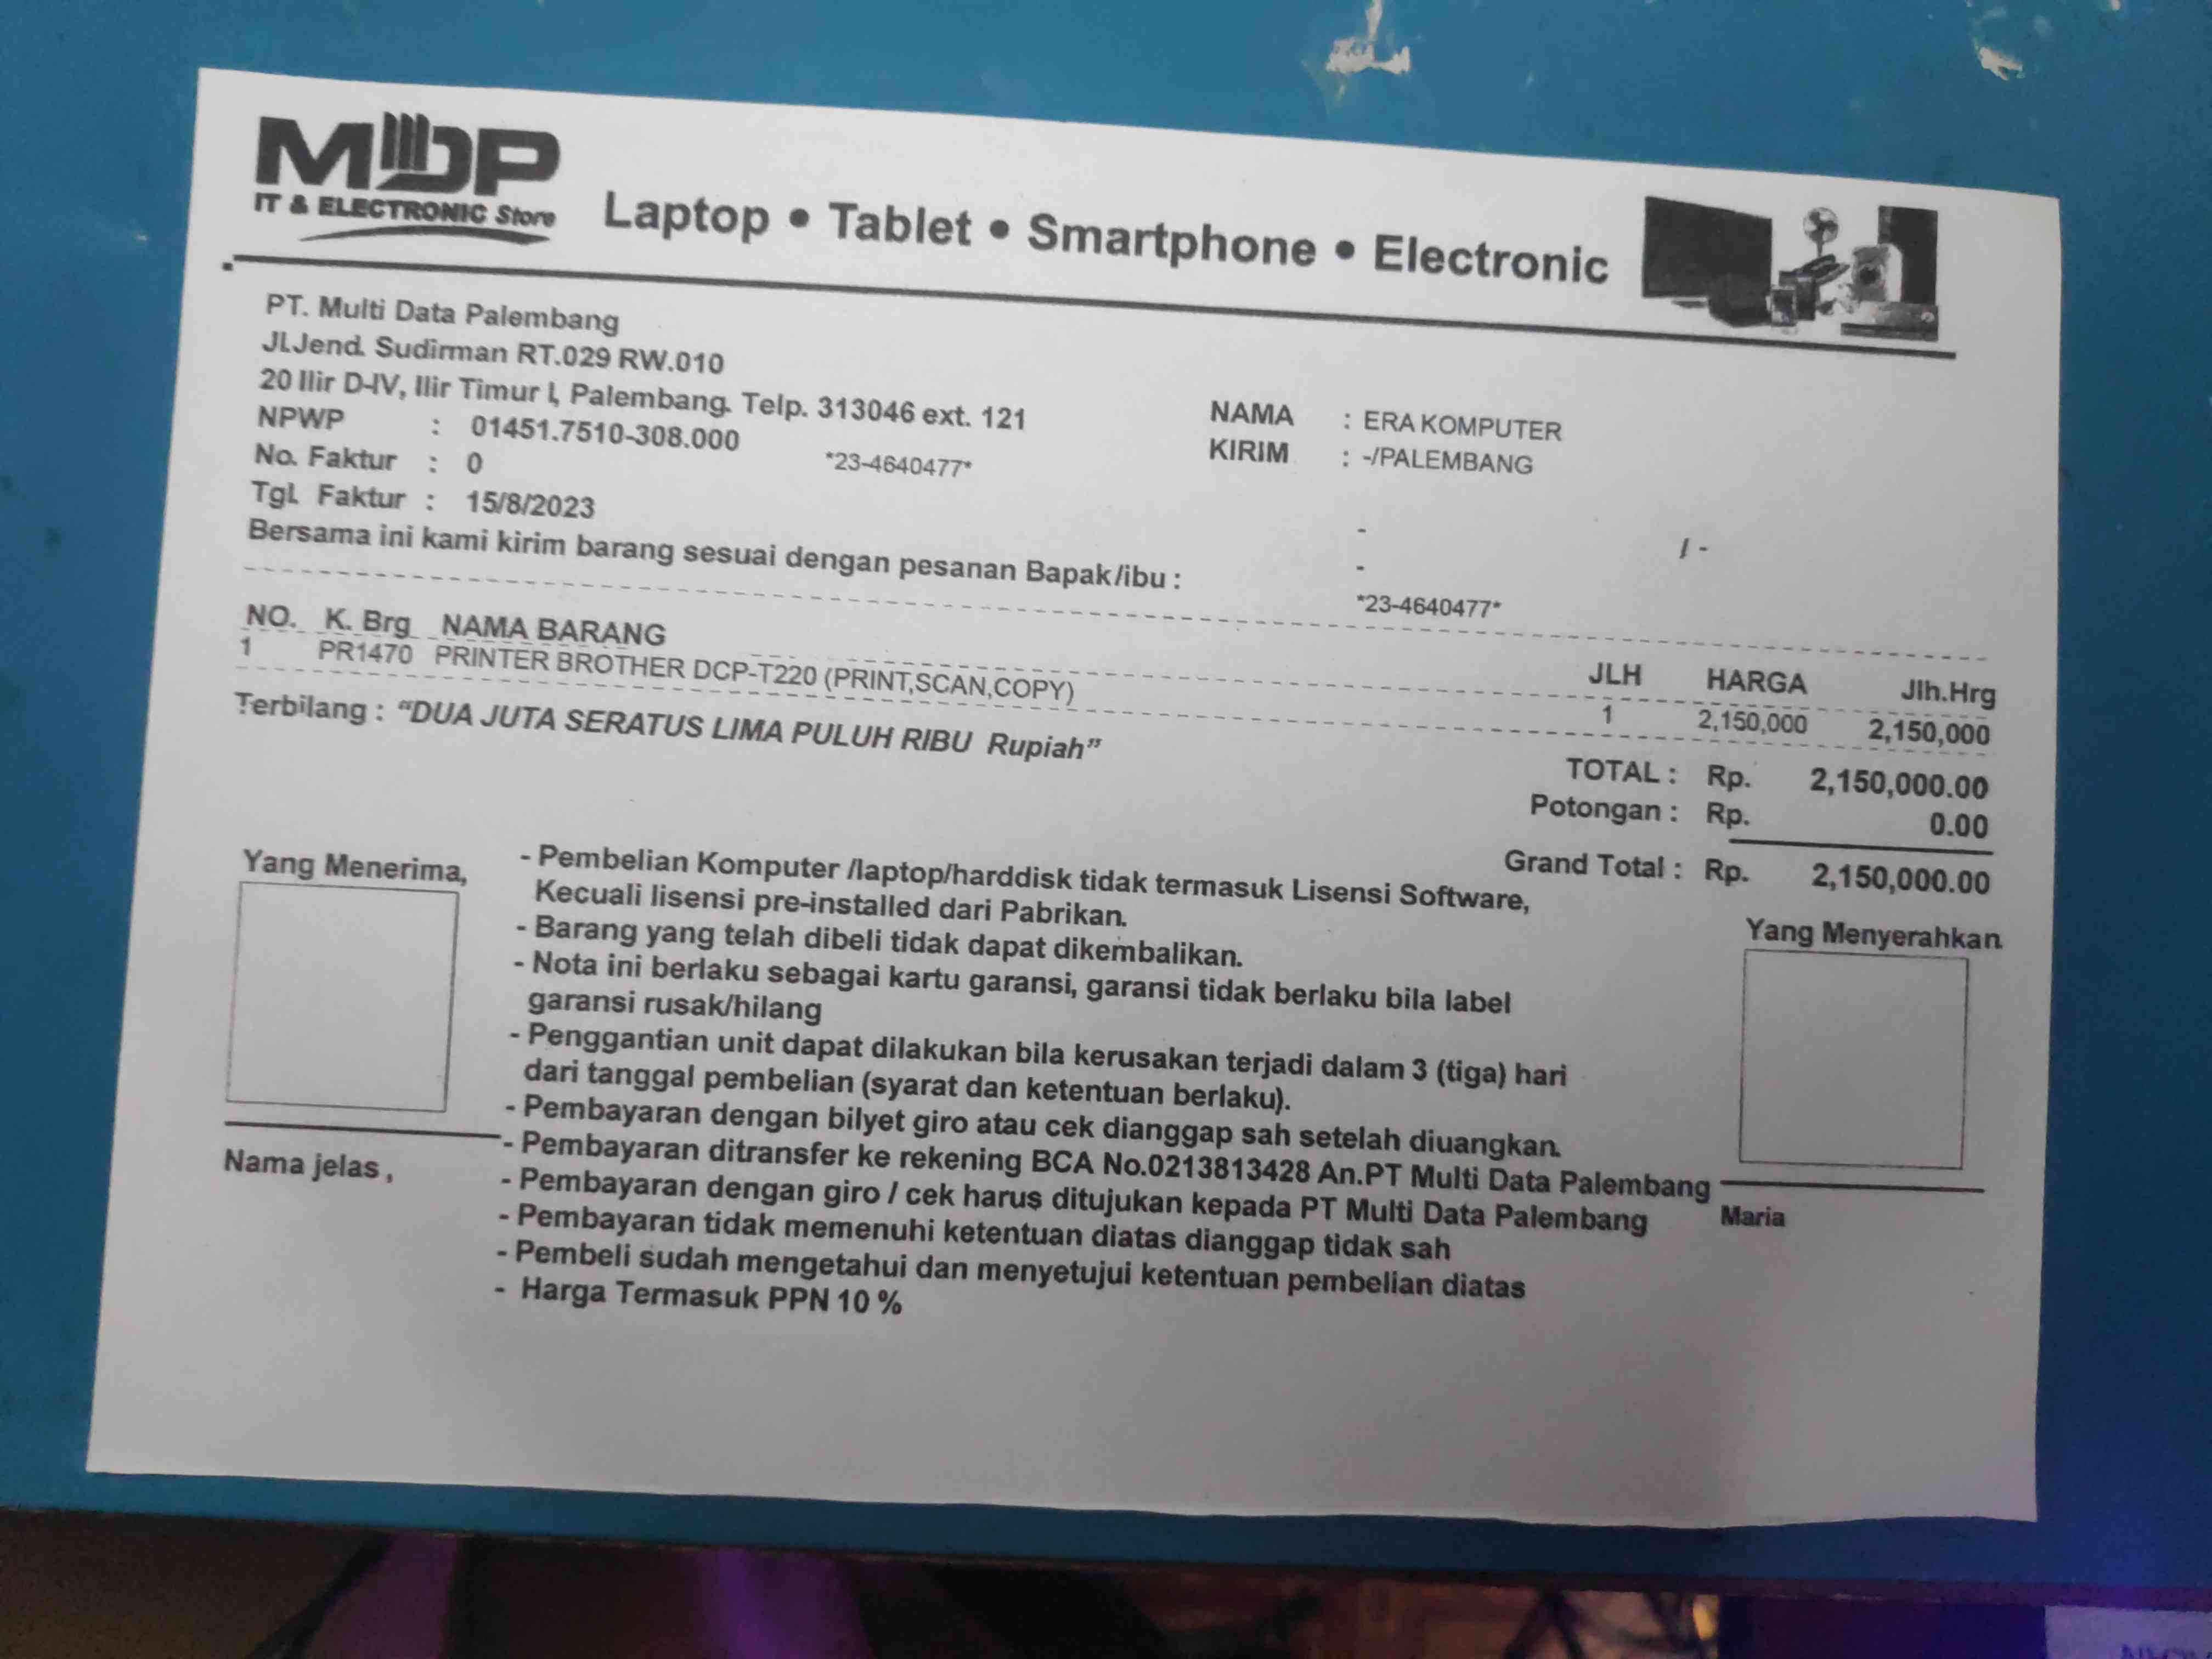 MDP
IT & ELECTRONIC Store
Laptop • Tablet • Smartphone • Electronic
PT. Multi Data Palembang
Jl.Jend. Sudirman RT.029 RW.010
20 Ilir D-IV, Ilir Timur I, Palembang. Telp. 313046 ext. 121
NPWP : 01451.7510-308.000
No. Faktur : 0 *23-4640477*
Tgl. Faktur : 15/8/2023
NAMA : ERA KOMPUTER
KIRIM : -/PALEMBANG
- / -
-
*23-4640477*
Bersama ini kami kirim barang sesuai dengan pesanan Bapak/ibu :
NO. K. Brg NAMA BARANG JLH HARGA Jlh.Hrg
1 PR1470 PRINTER BROTHER DCP-T220 (PRINT,SCAN,COPY) 1 2,150,000 2,150,000
Terbilang : “DUA JUTA SERATUS LIMA PULUH RIBU Rupiah”
TOTAL : Rp. 2,150,000.00
Potongan : Rp. 0.00
Grand Total : Rp. 2,150,000.00
Yang Menerima,
Nama jelas ,
- Pembelian Komputer /laptop/harddisk tidak termasuk Lisensi Software,
Kecuali lisensi pre-installed dari Pabrikan.
- Barang yang telah dibeli tidak dapat dikembalikan.
- Nota ini berlaku sebagai kartu garansi, garansi tidak berlaku bila label
garansi rusak/hilang
- Penggantian unit dapat dilakukan bila kerusakan terjadi dalam 3 (tiga) hari
dari tanggal pembelian (syarat dan ketentuan berlaku).
- Pembayaran dengan bilyet giro atau cek dianggap sah setelah diuangkan.
- Pembayaran ditransfer ke rekening BCA No.0213813428 An.PT Multi Data Palembang
- Pembayaran dengan giro / cek harus ditujukan kepada PT Multi Data Palembang
- Pembayaran tidak memenuhi ketentuan diatas dianggap tidak sah
- Pembeli sudah mengetahui dan menyetujui ketentuan pembelian diatas
- Harga Termasuk PPN 10 %
Yang Menyerahkan
Maria